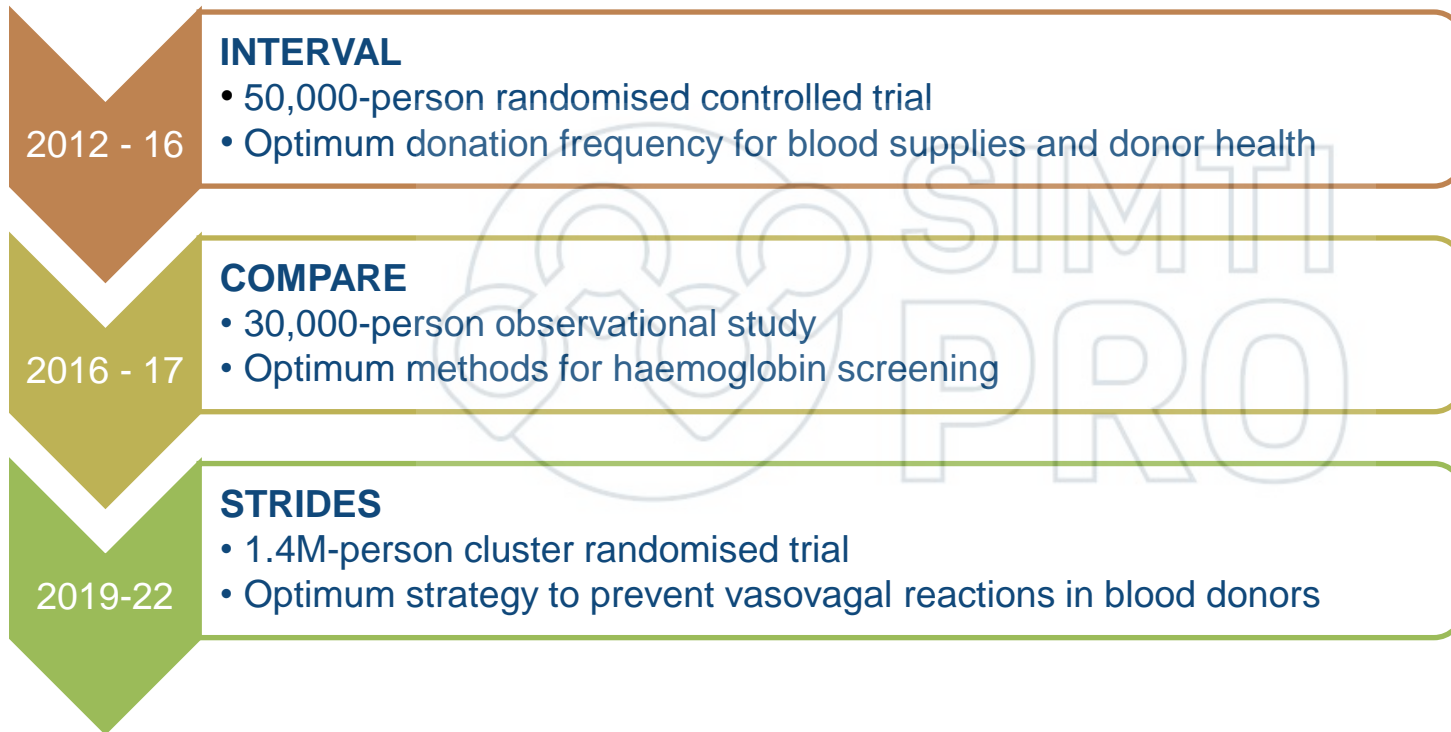 INTERVAL
• 50,000-person randomised controlled trial
2012 - 16
• Optimum donation frequency for blood supplies and donor health
COMPARE
• 30,000-person observational study
2016 - 17
• Optimum methods for haemoglobin screening
STRIDES
• 1.4M-person cluster randomised trial
2019-22
• Optimum strategy to prevent vasovagal reactions in blood donors
SIMTI
PRO